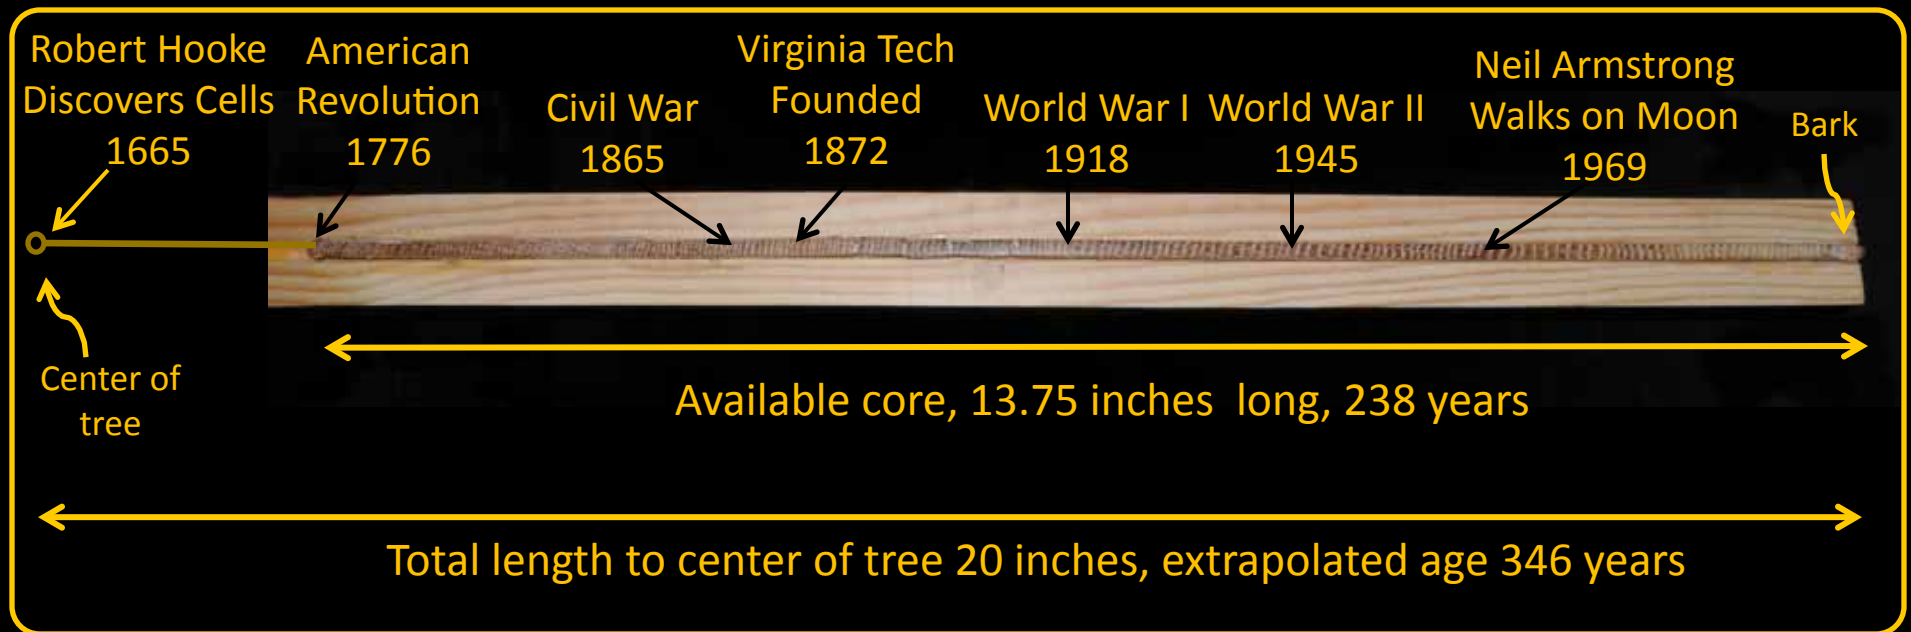 Robert Hooke
Discovers Cells
1665
American
Revolution
1776
Civil War
1865
Virginia Tech
Founded
1872
World War I
1918
World War II
1945
Neil Armstrong
Walks on Moon
1969
Bark
Center of
tree
Available core, 13.75 inches  long, 238 years
Total length to center of tree 20 inches, extrapolated age 346 years